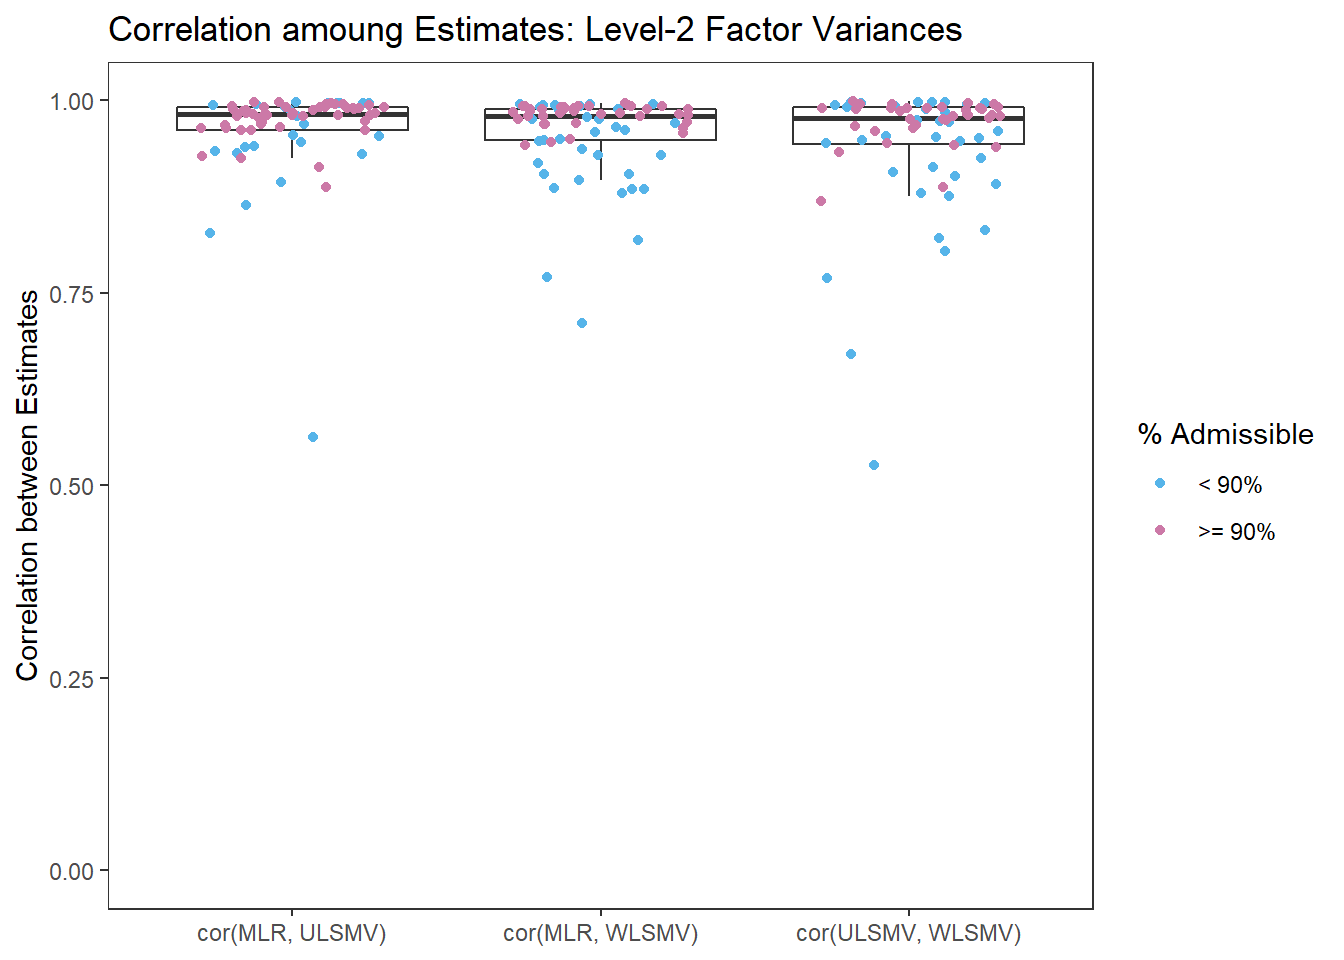 Correlation amoung Estimates: Level-2 Factor Variances
Correlation between Estimates
1.00
0.75
0.50
0.25
0.00
cor(MLR, ULSMV)
cor(MLR, WLSMV)
cor(ULSMV, WLSMV)
% Admissible
< 90%
>= 90%